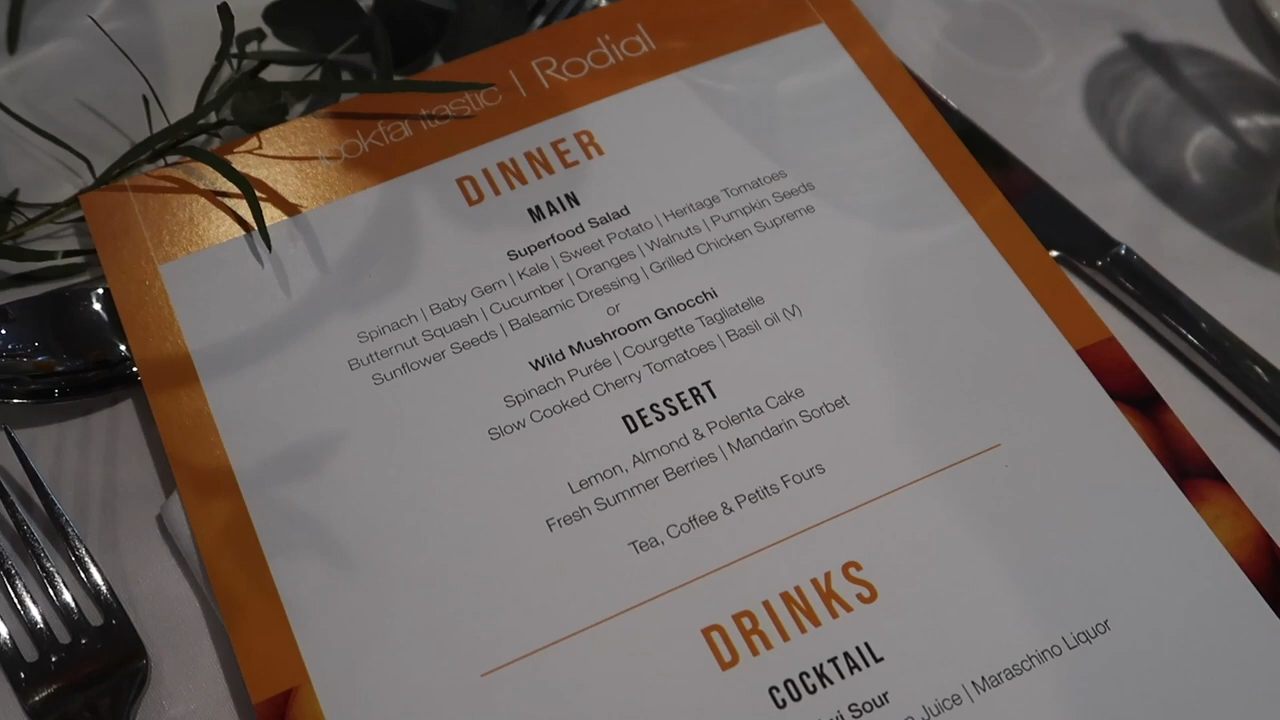 lookfantastic | Rodial
DINNER
MAIN
Superfood Salad
Spinach | Baby Gem | Kale | Sweet Potato | Heritage Tomatoes
Butternut Squash | Cucumber | Oranges | Walnuts | Pumpkin Seeds
Sunflower Seeds | Balsamic Dressing | Grilled Chicken Supreme
or
Wild Mushroom Gnocchi
Spinach Purée | Courgette Tagliatelle
Slow Cooked Cherry Tomatoes | Basil oil (V)
DESSERT
Lemon, Almond & Polenta Cake
Fresh Summer Berries | Mandarin Sorbet
Tea, Coffee & Petits Fours
DRINKS
COCKTAIL
Sour
Juice | Maraschino Liquor